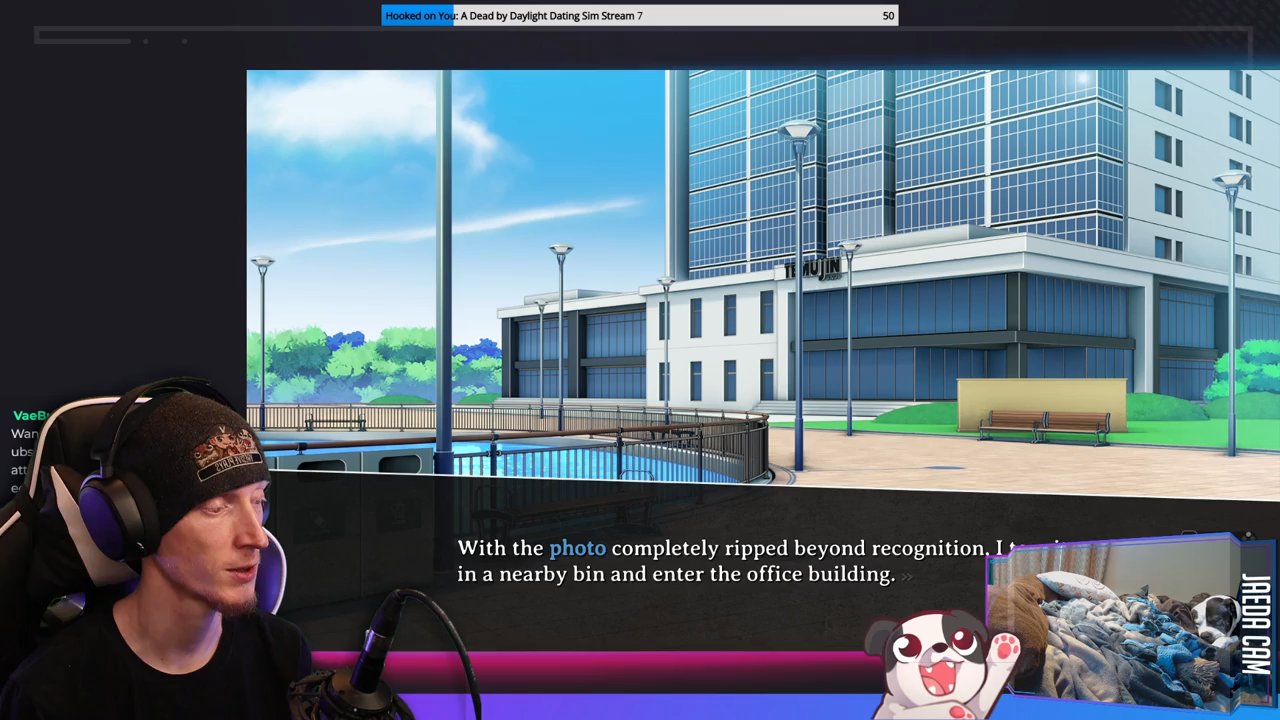 Hooked on You: A Dead by Daylight Dating Sim Stream 7 50
TEMUJIN
With the photo completely ripped beyond recognition, I
in a nearby bin and enter the office building. »
JAEDA CAM